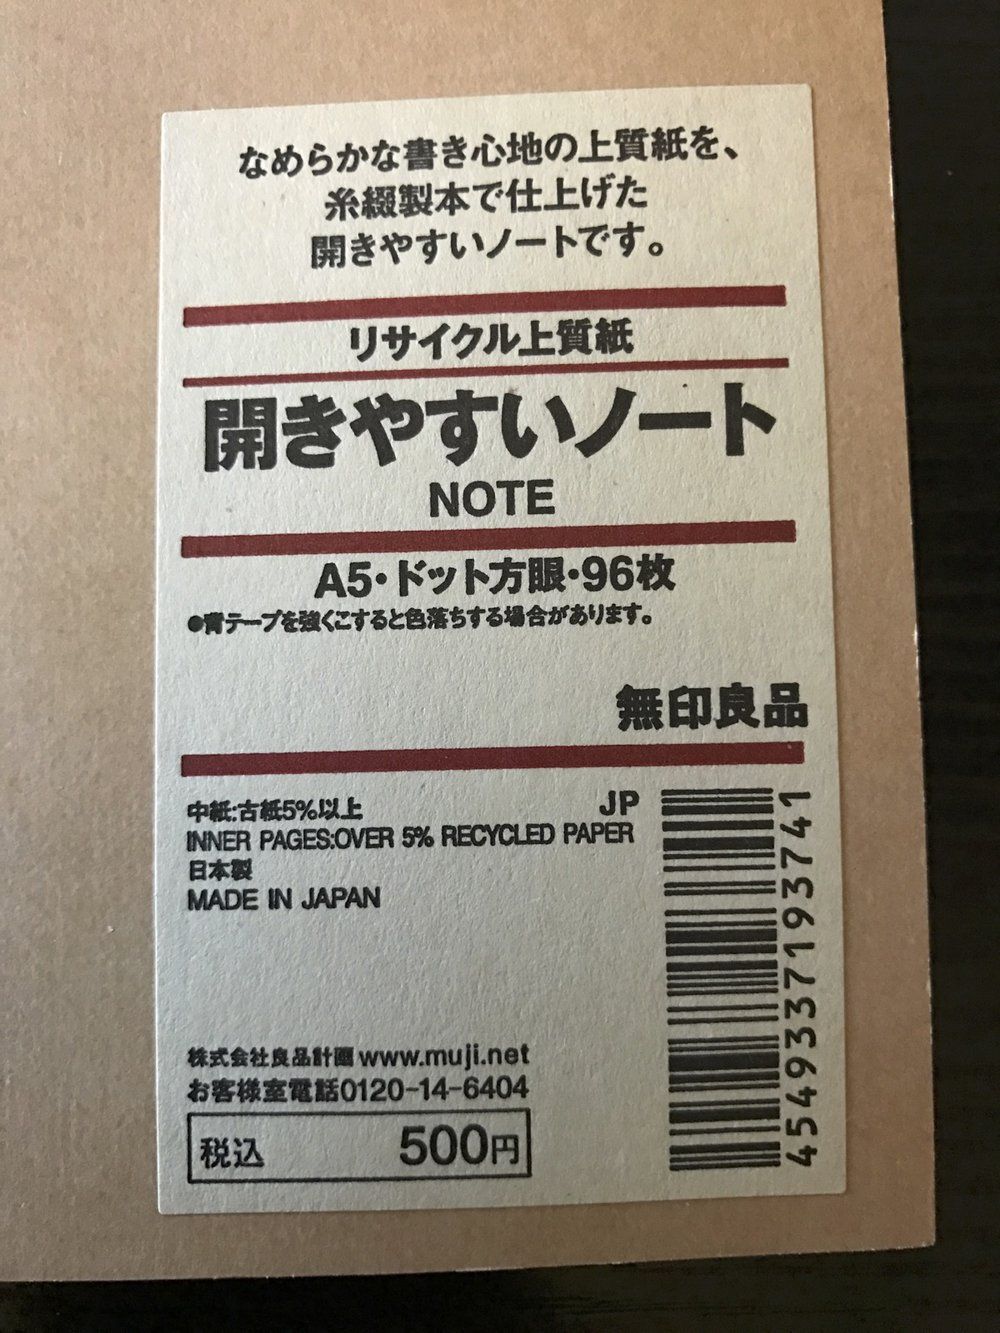 なめらかな書き心地の上質紙を、
糸綴製本で仕上げた
開きやすいノートです。
リサイクル上質紙
開きやすいノート
NOTE
A5・ドット方眼・96枚
●背テープを強くこすると色落ちする場合があります。
無印良品
中紙:古紙5%以上
JP
INNER PAGES:OVER 5% RECYCLED PAPER
日本製
MADE IN JAPAN
4549337193741
株式会社良品計画 www.muji.net
お客様室電話0120-14-6404
税込 500円